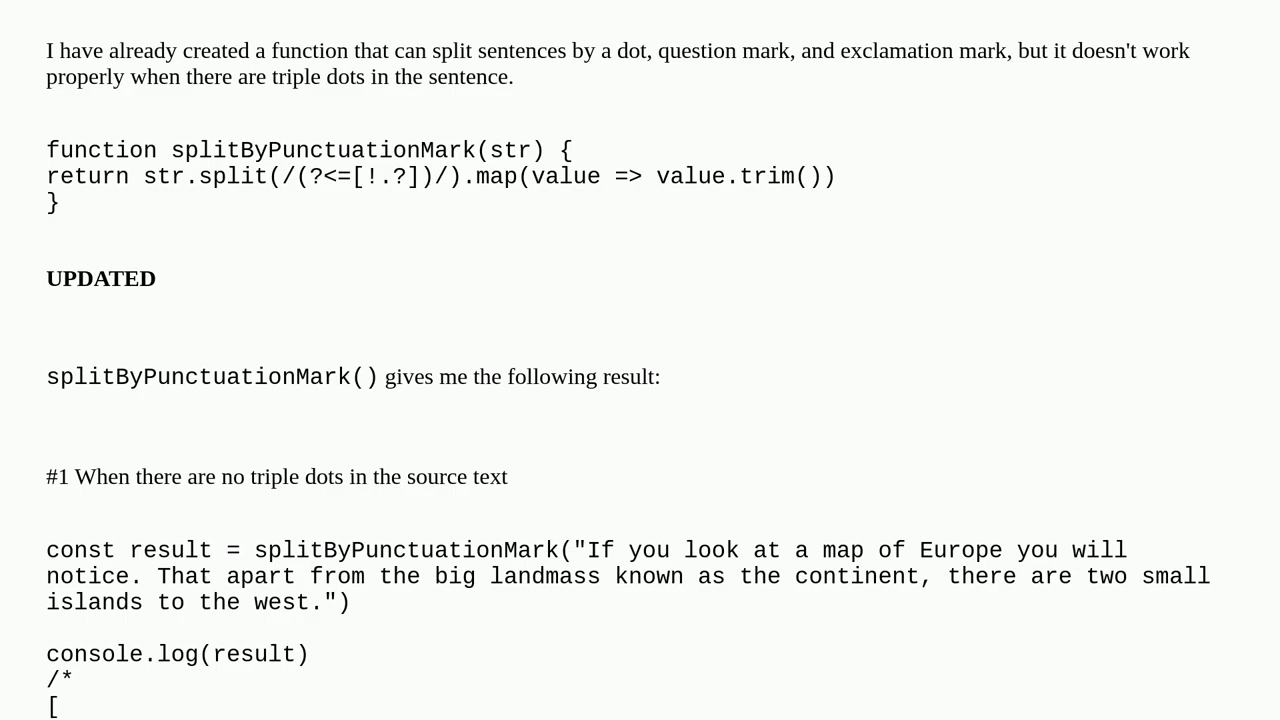 I have already created a function that can split sentences by a dot, question mark, and exclamation mark, but it doesn't work
properly when there are triple dots in the sentence.
function splitByPunctuationMark(str) {
return str.split(/(?<=[!.?])/).map(value => value.trim())
}
UPDATED
splitByPunctuationMark() gives me the following result:
#1 When there are no triple dots in the source text
const result = splitByPunctuationMark("If you look at a map of Europe you will
notice. That apart from the big landmass known as the continent, there are two small
islands to the west.")
console.log(result)
/*
[